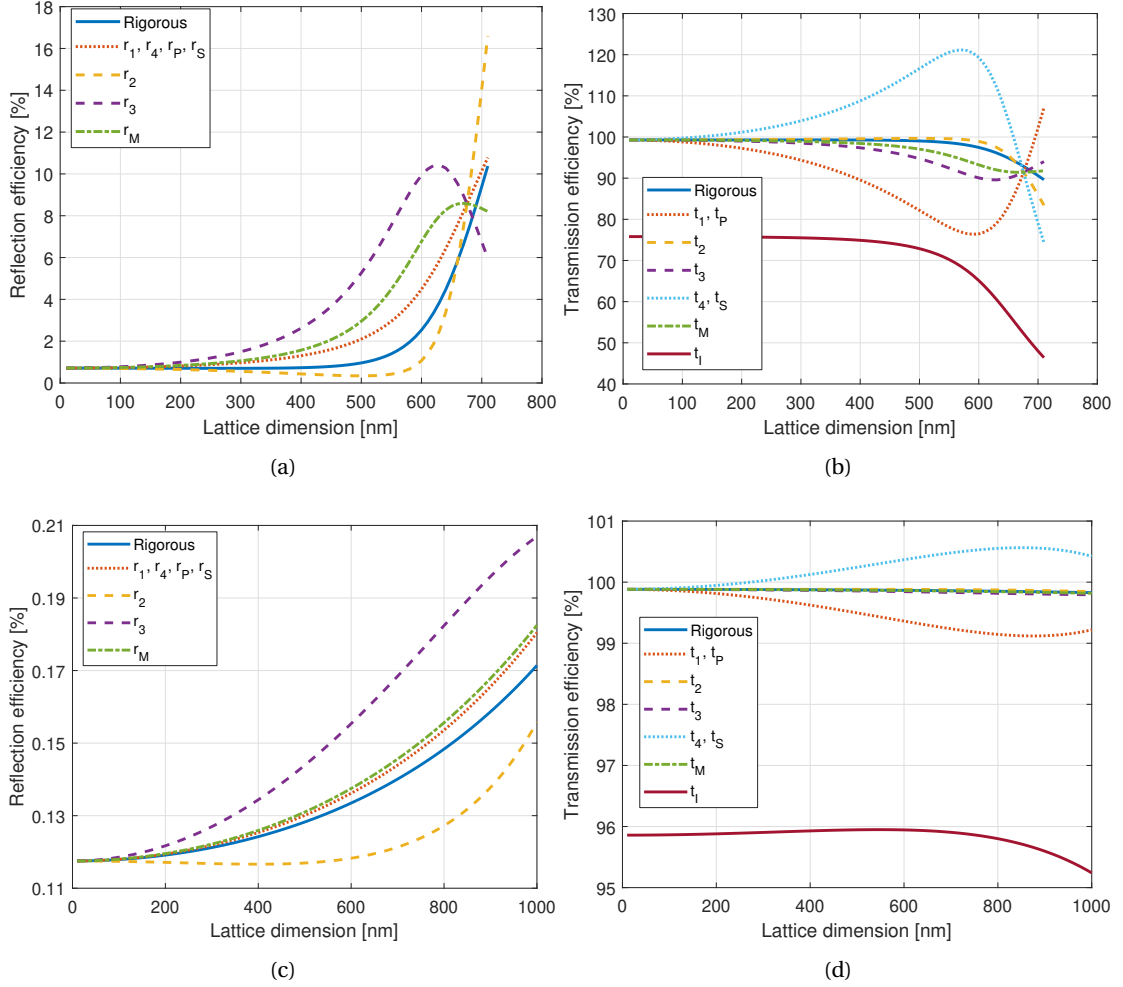 18
16
14
12
10
8
6
4
2
0
Reflection efficiency [%]
Rigorous
r1, r4, rP, rS
r2
r3
rM
0 100 200 300 400 500 600 700 800
Lattice dimension [nm]
(a)
130
120
110
100
90
80
70
60
50
40
Transmission efficiency [%]
Rigorous
t1, tP
t2
t3
t4, tS
tM
tI
0 100 200 300 400 500 600 700 800
Lattice dimension [nm]
(b)
0.21
0.19
0.17
0.15
0.13
0.11
Reflection efficiency [%]
Rigorous
r1, r4, rP, rS
r2
r3
rM
0 200 400 600 800 1000
Lattice dimension [nm]
(c)
101
100
99
98
97
96
95
Transmission efficiency [%]
Rigorous
t1, tP
t2
t3
t4, tS
tM
tI
0 200 400 600 800 1000
Lattice dimension [nm]
(d)